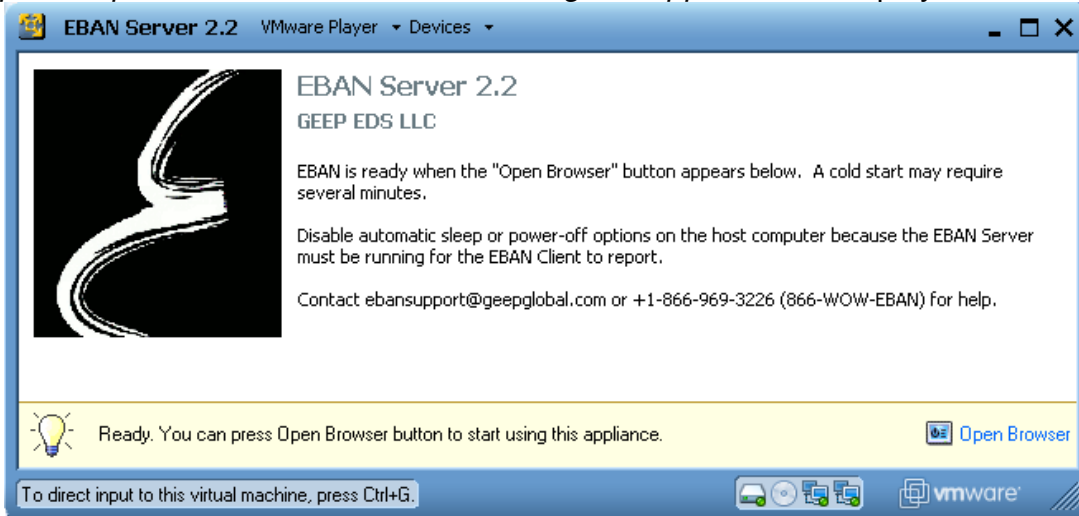 EBAN Server 2.2 VMware Player Devices
EBAN Server 2.2
GEEP EDS LLC
EBAN is ready when the "Open Browser" button appears below. A cold start may require
several minutes.
Disable automatic sleep or power-off options on the host computer because the EBAN Server
must be running for the EBAN Client to report.
Contact ebansupport@geepglobal.com or +1-866-969-3226 (866-WOW-EBAN) for help.
Ready. You can press Open Browser button to start using this appliance.
Open Browser
To direct input to this virtual machine, press Ctrl+G.
vmware